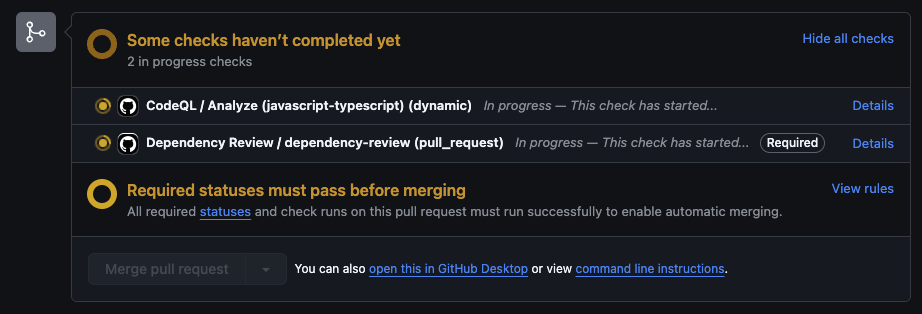 Some checks haven’t completed yet
Hide all checks
2 in progress checks
CodeQL / Analyze (javascript-typescript) (dynamic) In progress — This check has started... Details
Dependency Review / dependency-review (pull_request) In progress — This check has started... Required Details
Required statuses must pass before merging
View rules
All required statuses and check runs on this pull request must run successfully to enable automatic merging.
Merge pull request You can also open this in GitHub Desktop or view command line instructions.